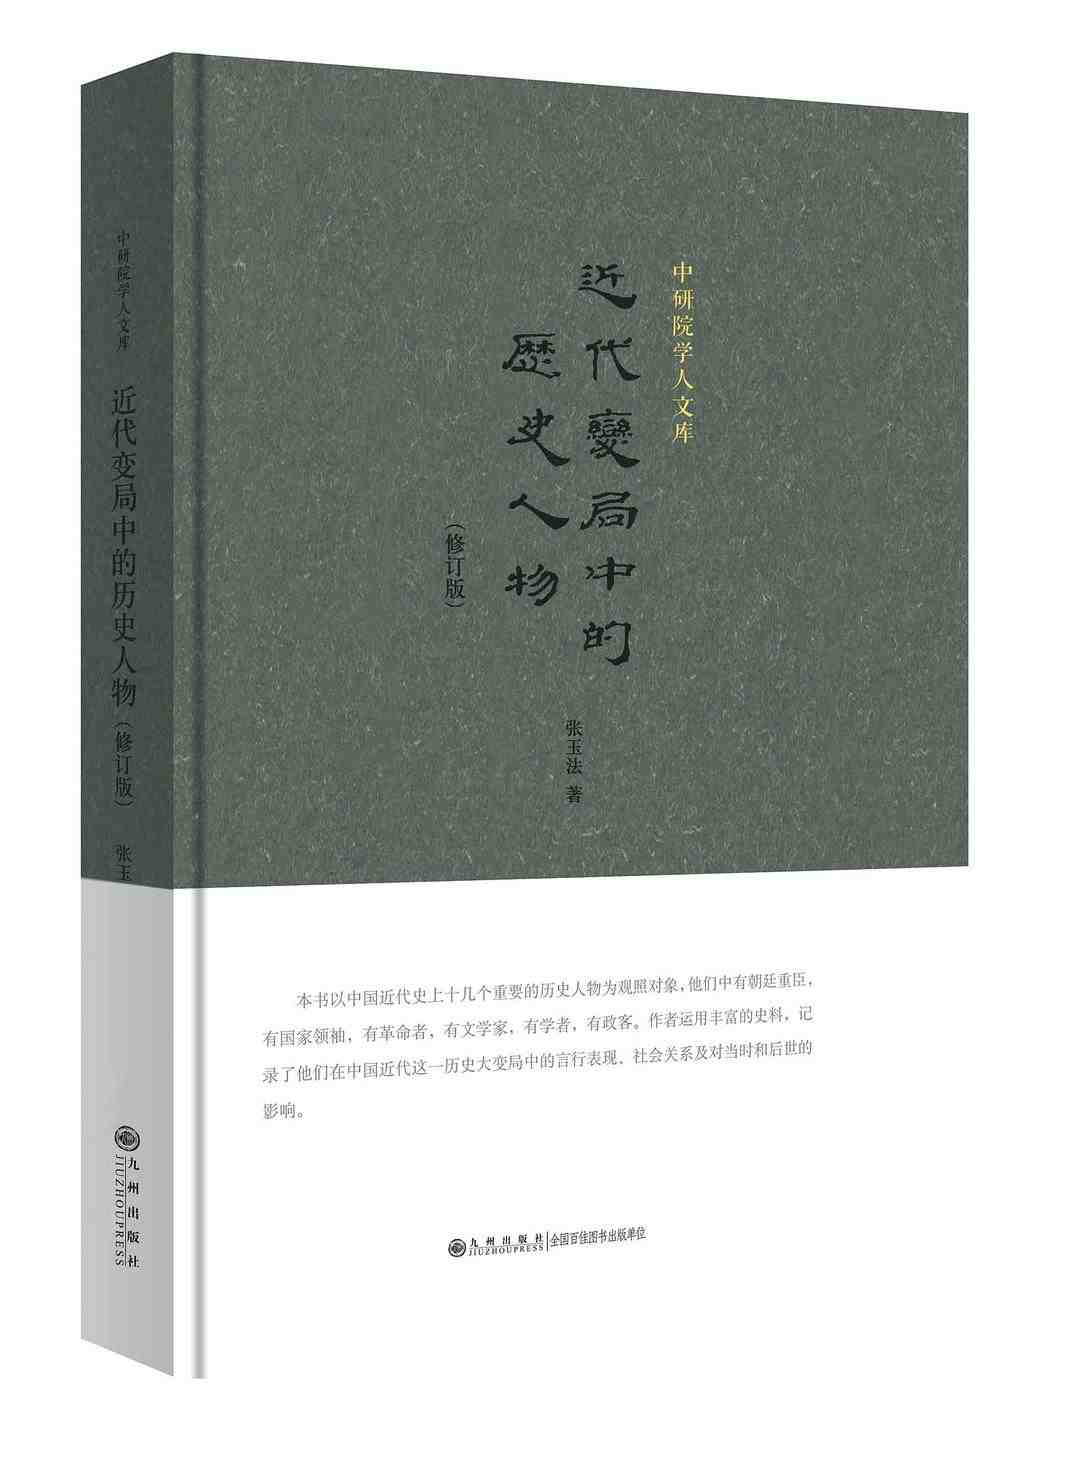 中研院学人文库
近代变局中的历史人物
(修订版)
张玉
九州出版社
JIUZHOUPRESS
中研院学人文库
近代變局中的
歷史人物
(修订版)
张玉法 著
本书以中国近代史上十几个重要的历史人物为观照对象，他们中有朝廷重臣，
有国家领袖，有革命者，有文学家，有学者，有政客。作者运用丰富的史料，记
录了他们在中国近代这一历史大变局中的言行表现、社会关系及对当时和后世的
影响。
九州出版社
JIUZHOUPRESS
全国百佳图书出版单位